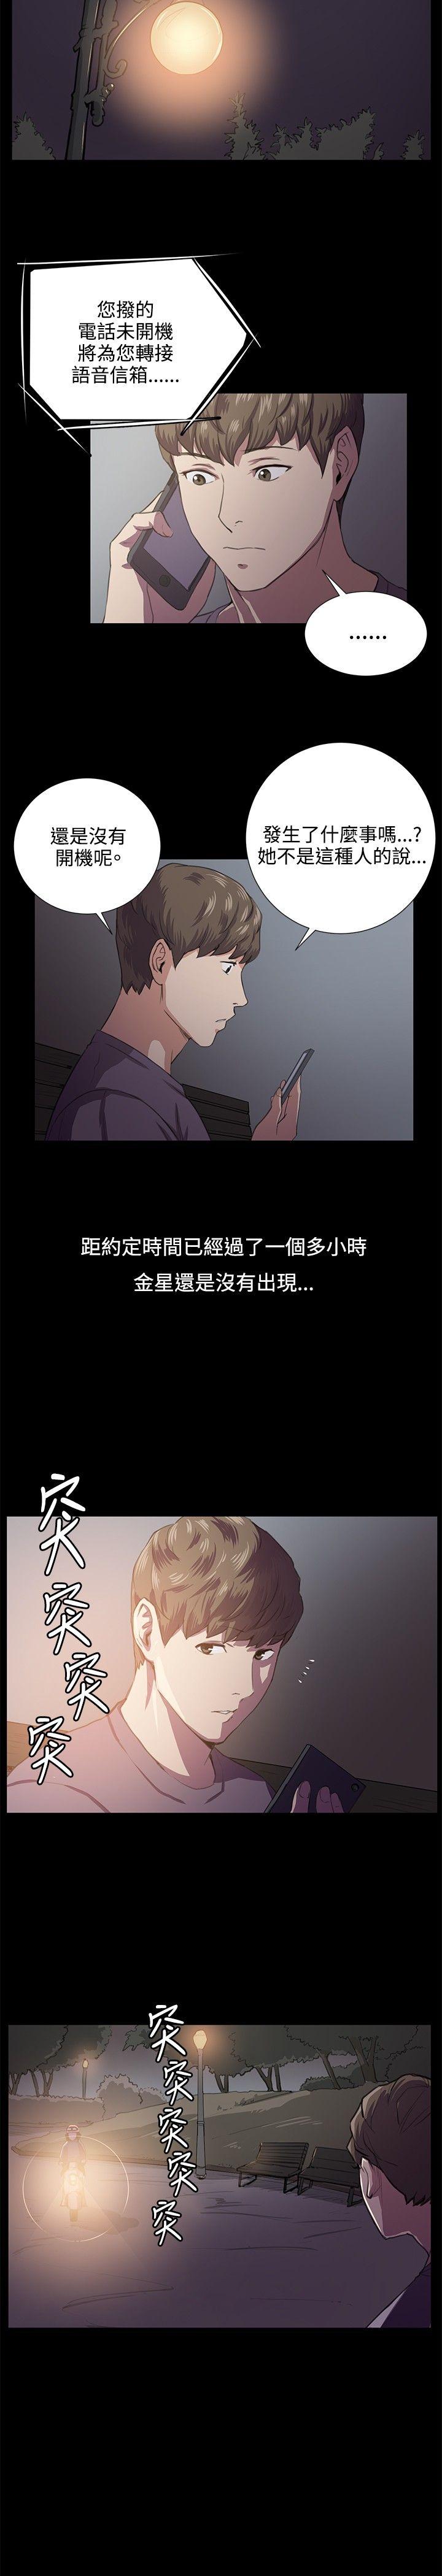 您撥的
電話未開機
將為您轉接
語音信箱......
......
還是沒有
開機呢。
發生了什麼事嗎...?
她不是這種人的說...
距約定時間已經過了一個多小時
金星還是沒有出現...
突
突
突
突
突
突
突
突
突